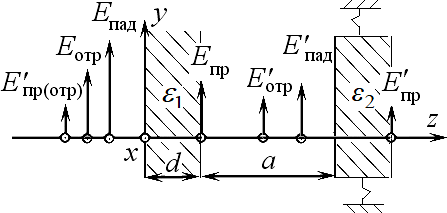 Eпад
y
Eотр
Eпр
E′пад
E′пр(отр)
ε1
E′отр
ε2
E′пр
x
d
a
z